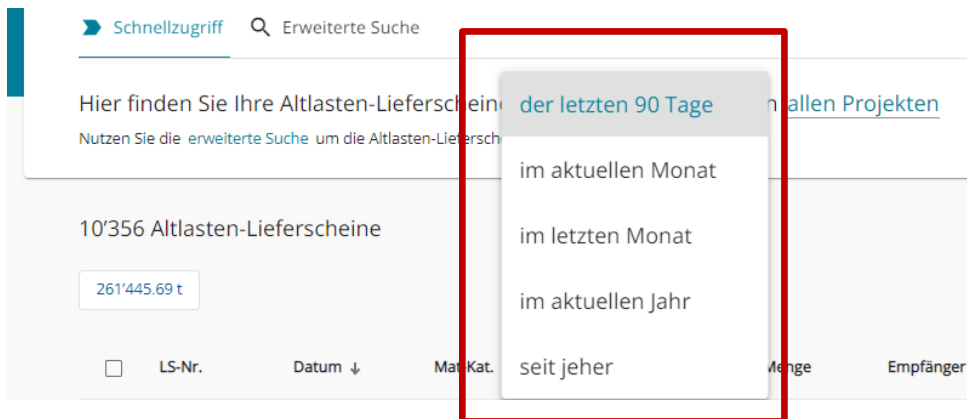 Schnellzugriff Erweiterte Suche
Hier finden Sie Ihre Altlasten-Lieferscheine der letzten 90 Tage allen Projekten
Nutzen Sie die erweiterte Suche um die Altlasten-Liefersch
im aktuellen Monat
10’356 Altlasten-Lieferscheine im letzten Monat
261’445.69 t im aktuellen Jahr
LS-Nr. Datum ↓ Mat-Kat. seit jeher Menge Empfänger